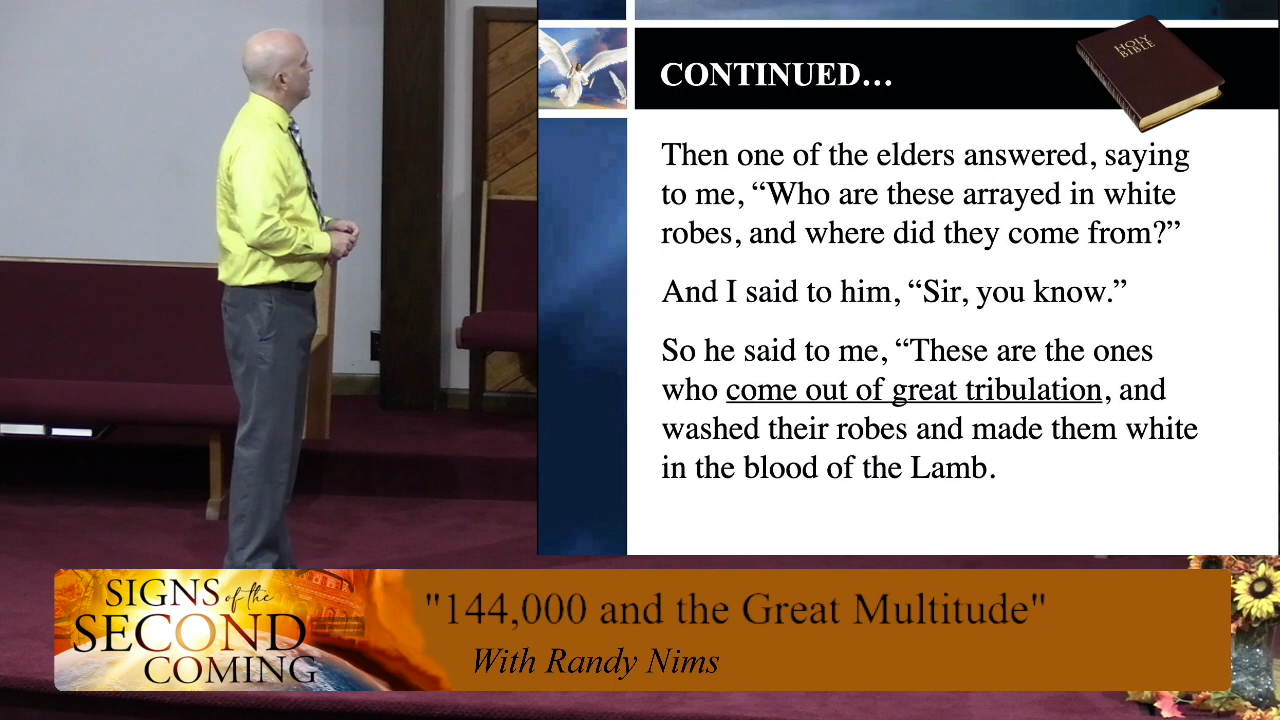 HOLY
BIBLE
CONTINUED...
Then one of the elders answered, saying
to me, “Who are these arrayed in white
robes, and where did they come from?”
And I said to him, “Sir, you know.”
So he said to me, “These are the ones
who come out of great tribulation, and
washed their robes and made them white
in the blood of the Lamb.
SIGNS of the
SECOND
COMING
"144,000 and the Great Multitude"
With Randy Nims